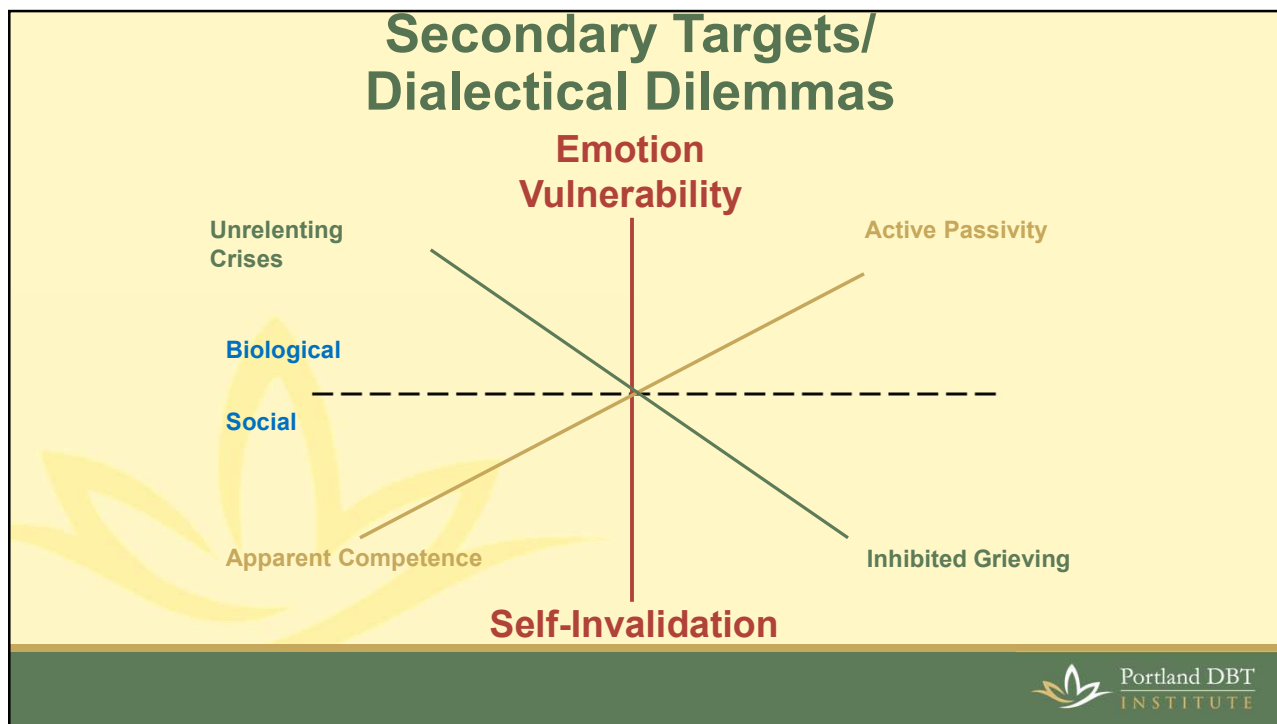 Secondary Targets/
Dialectical Dilemmas
Emotion
Vulnerability
Unrelenting
Crises
Active Passivity
Biological
Social
Apparent Competence
Inhibited Grieving
Self-Invalidation
Portland DBT
INSTITUTE